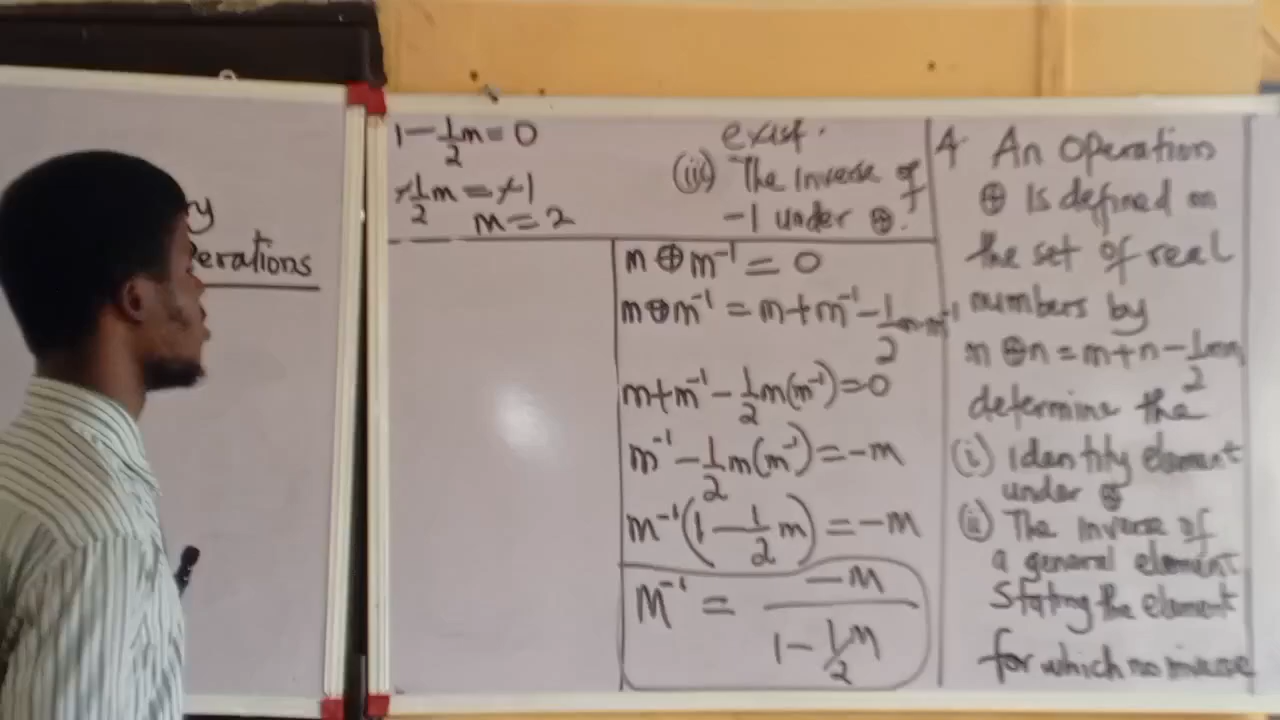 ry
erations
1 - 1/2 m = 0
-1/2 m = -1
m = 2
exist.
(iii) The inverse of
-1 under ⊕.
m ⊕ m⁻¹ = 0
m ⊕ m⁻¹ = m + m⁻¹ - 1/2 m m⁻¹
m + m⁻¹ - 1/2 m(m⁻¹) = 0
m⁻¹ - 1/2 m(m⁻¹) = -m
m⁻¹(1 - 1/2 m) = -m
m⁻¹ = -m / (1 - 1/2 m)
4 An Operation
⊕ Is defined on
the set of real
numbers by
m ⊕ n = m + n - 1/2 mn
determine the
(i) Identity element
under ⊕
(ii) The inverse of
a general element
stating the element
for which no inverse